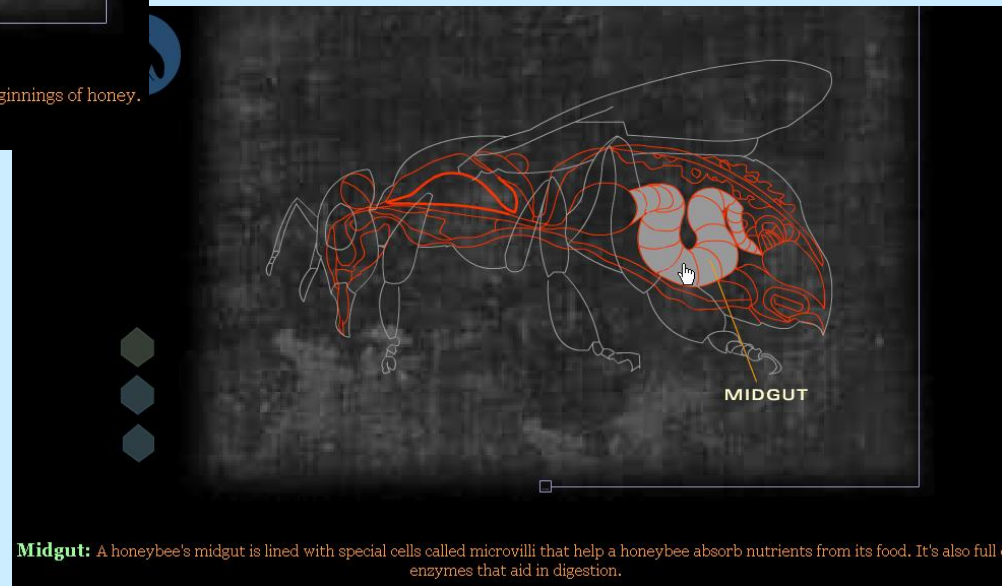 ginnings of honey.
MIDGUT
Midgut: A honeybee's midgut is lined with special cells called microvilli that help a honeybee absorb nutrients from its food. It's also full
enzymes that aid in digestion.